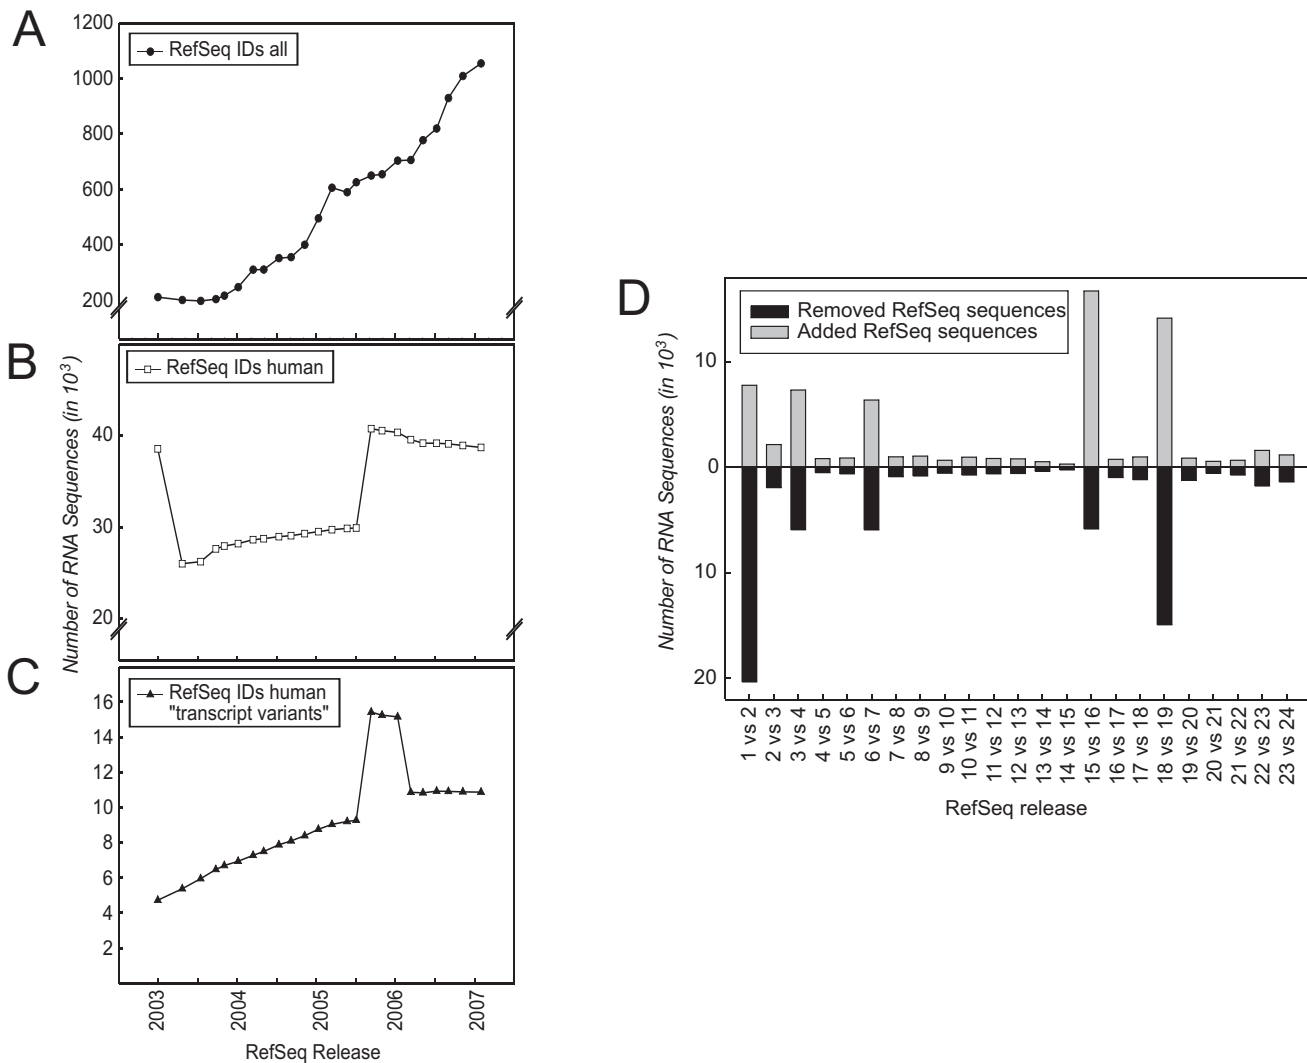 A
1200
RefSeq IDs all
1000
800
600
400
200
B
RefSeq IDs human
40
30
20
Number of RNA Sequences (in 10³)
C
RefSeq IDs human
"transcript variants"
16
14
12
10
8
6
4
2
2003
2004
2005
2006
2007
RefSeq Release
D
Removed RefSeq sequences
Added RefSeq sequences
10
0
10
20
Number of RNA Sequences (in 10³)
1 vs 2
2 vs 3
3 vs 4
4 vs 5
5 vs 6
6 vs 7
7 vs 8
8 vs 9
9 vs 10
10 vs 11
11 vs 12
12 vs 13
13 vs 14
14 vs 15
15 vs 16
16 vs 17
17 vs 18
18 vs 19
19 vs 20
20 vs 21
21 vs 22
22 vs 23
23 vs 24
RefSeq release